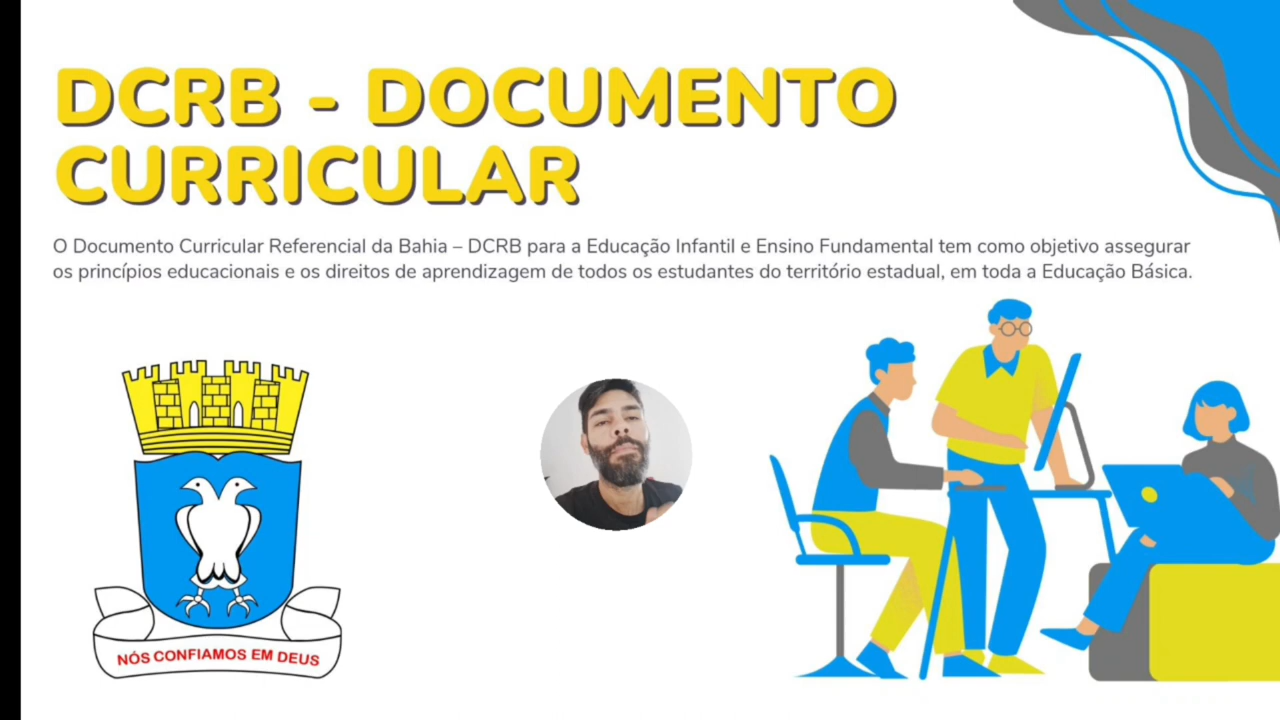 DCRB - DOCUMENTO
CURRICULAR
O Documento Curricular Referencial da Bahia – DCRB para a Educação Infantil e Ensino Fundamental tem como objetivo assegurar
os princípios educacionais e os direitos de aprendizagem de todos os estudantes do território estadual, em toda a Educação Básica.
NÓS CONFIAMOS EM DEUS